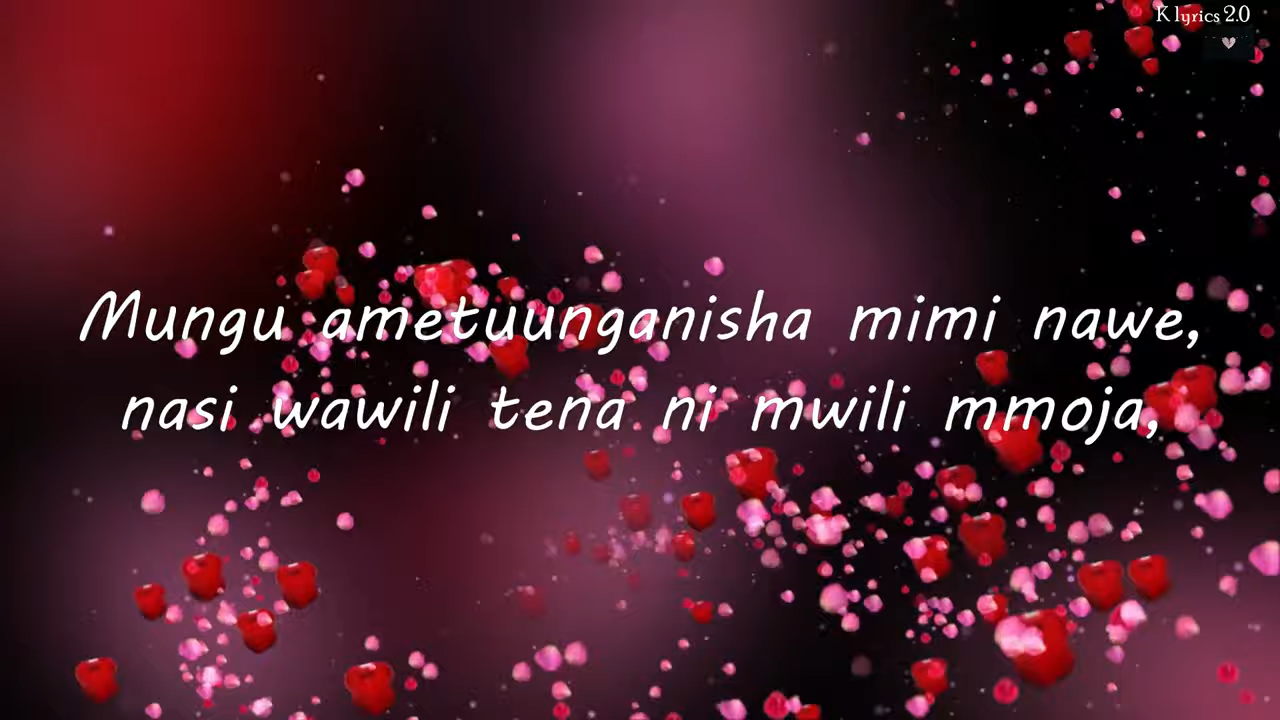 K lyrics 2.0
Mungu ametuunganisha mimi nawe,
nasi wawili tena ni mwili mmoja,